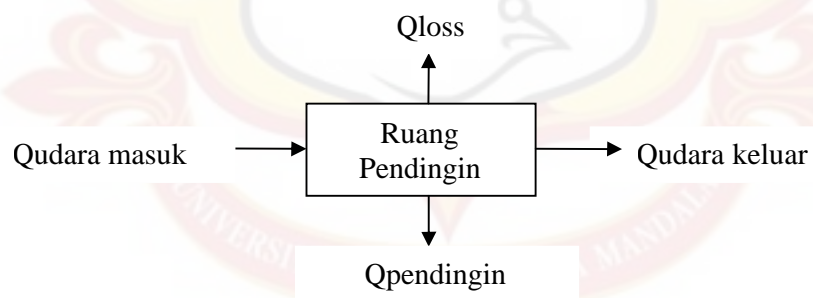 Qloss
Qudara masuk
Ruang
Pendingin
Qudara keluar
Qpendingin